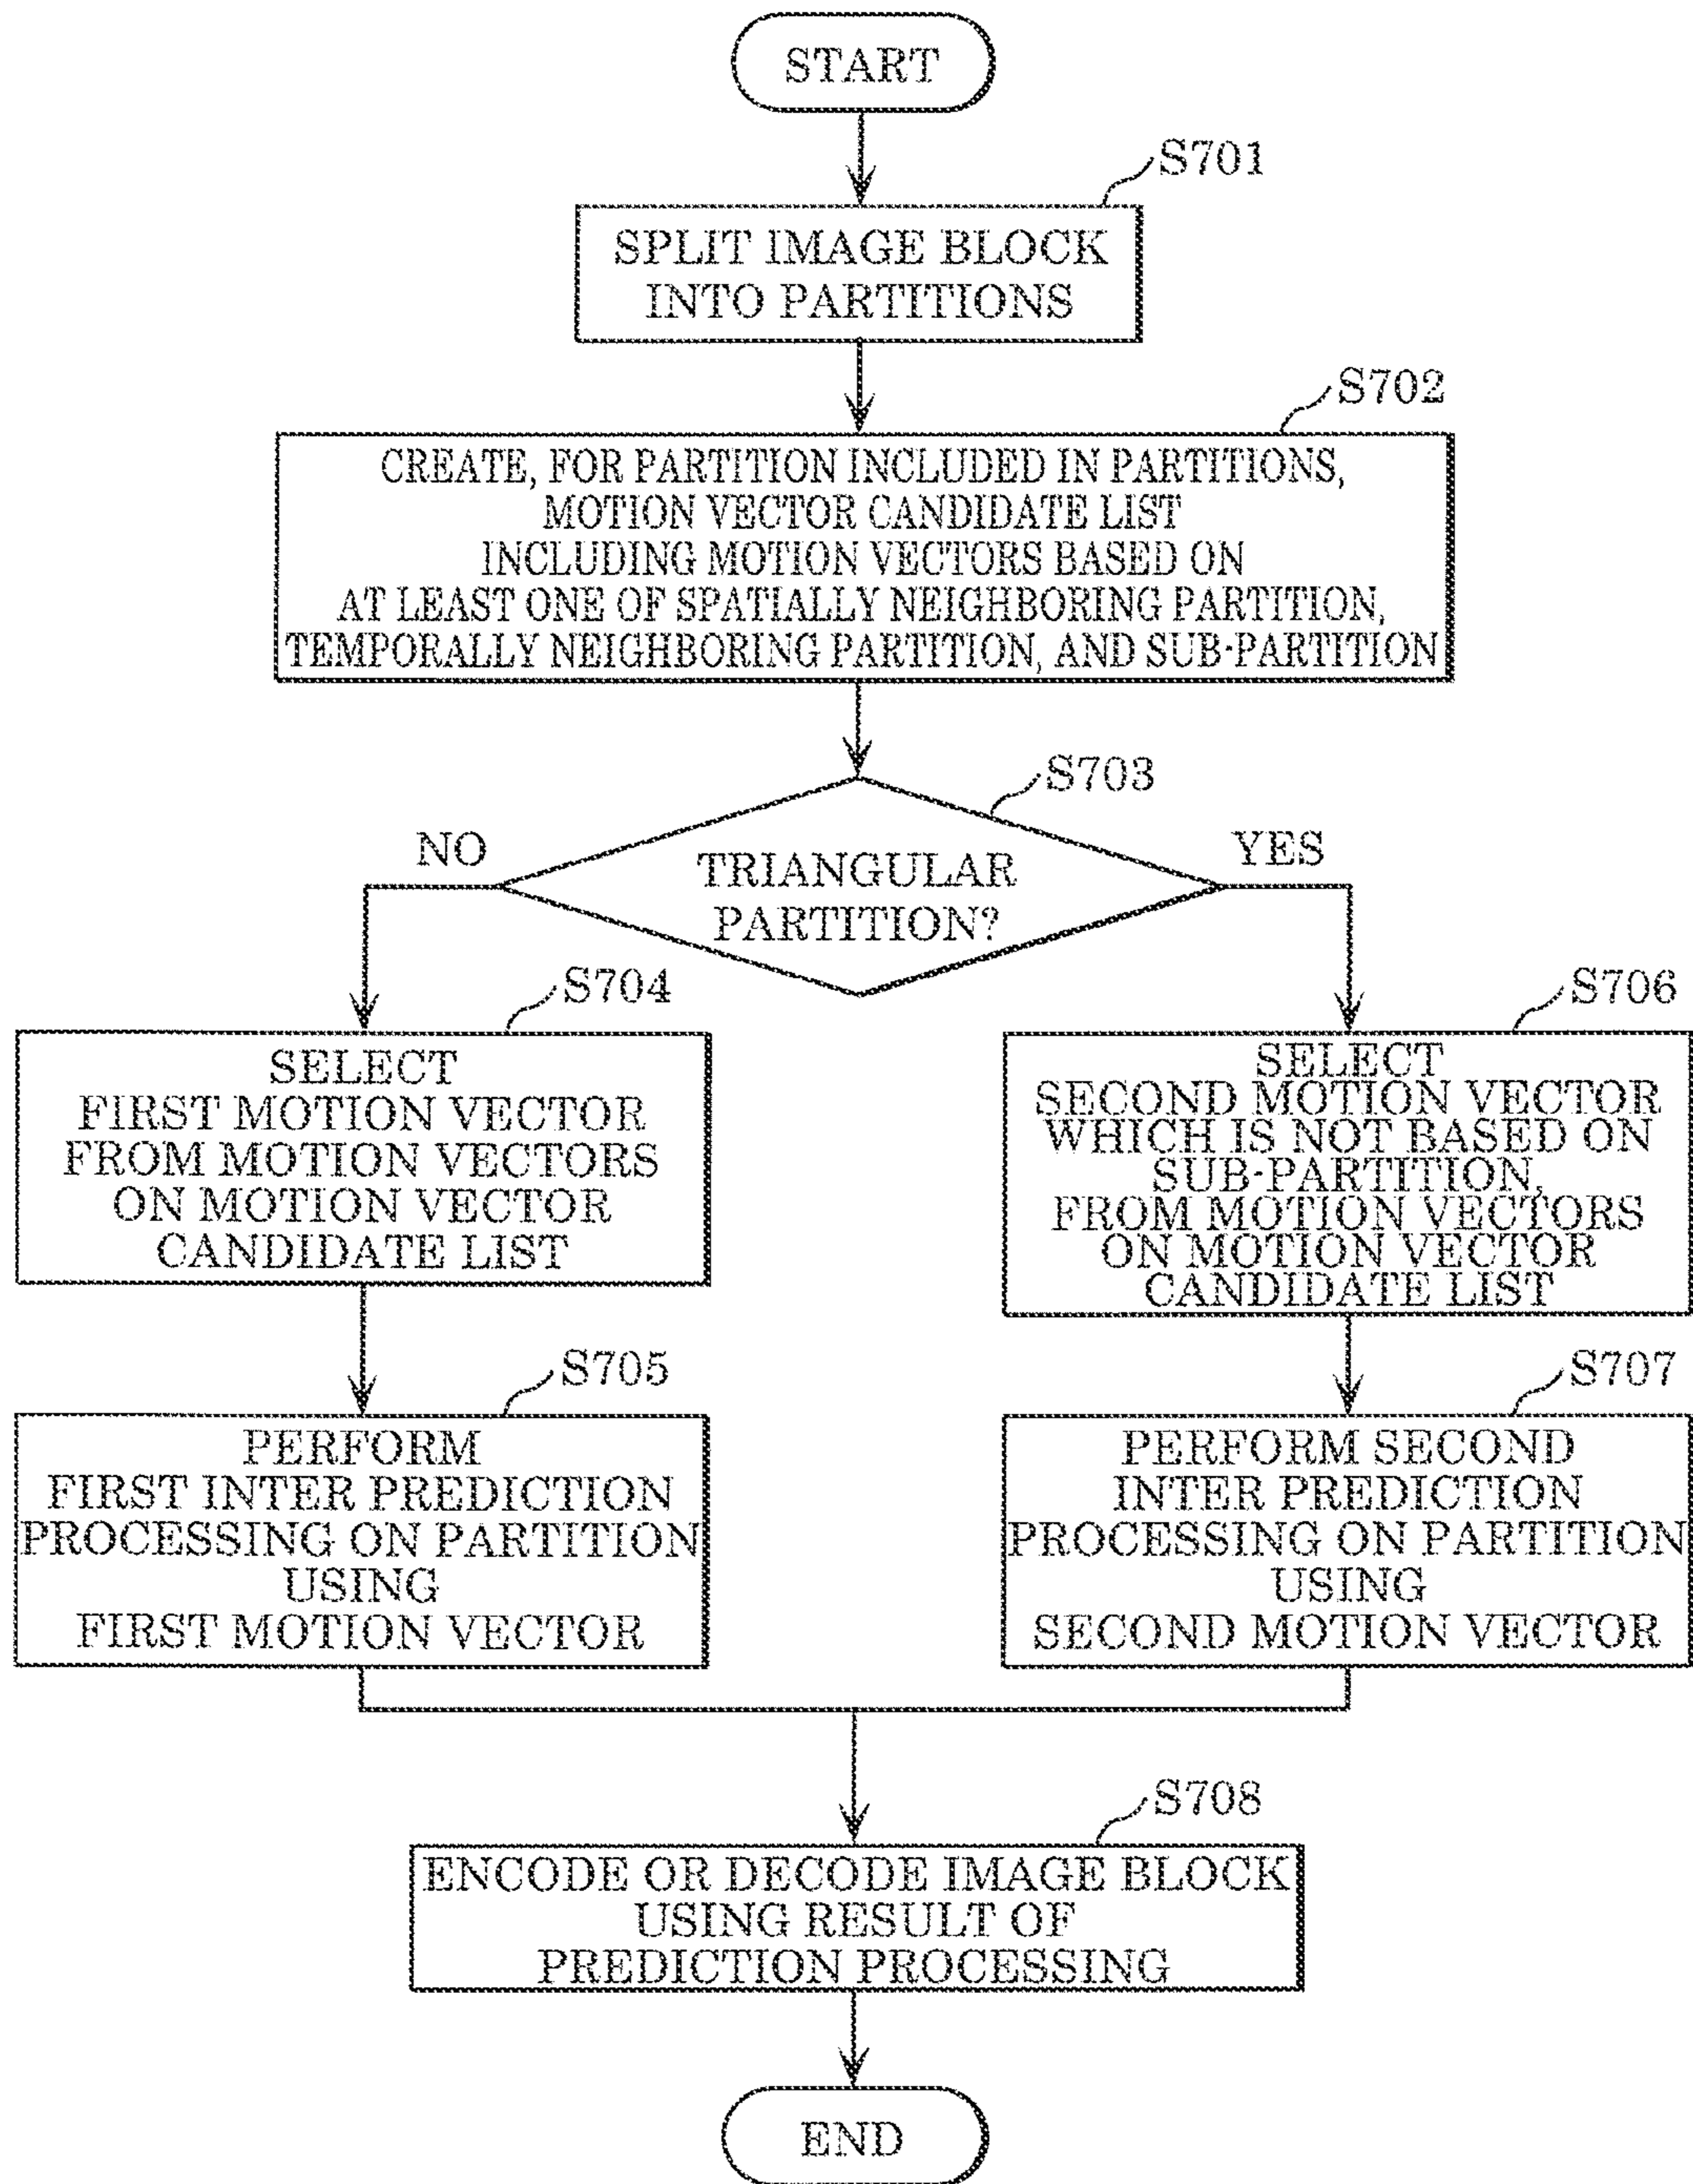 START
S701
SPLIT IMAGE BLOCK
INTO PARTITIONS
S702
CREATE, FOR PARTITION INCLUDED IN PARTITIONS,
MOTION VECTOR CANDIDATE LIST
INCLUDING MOTION VECTORS BASED ON
AT LEAST ONE OF SPATIALLY NEIGHBORING PARTITION,
TEMPORALLY NEIGHBORING PARTITION, AND SUB-PARTITION
S703
NO
YES
TRIANGULAR
PARTITION?
S704
SELECT
FIRST MOTION VECTOR
FROM MOTION VECTORS
ON MOTION VECTOR
CANDIDATE LIST
S706
SELECT
SECOND MOTION VECTOR
WHICH IS NOT BASED ON
SUB-PARTITION,
FROM MOTION VECTORS
ON MOTION VECTOR
CANDIDATE LIST
S705
PERFORM
FIRST INTER PREDICTION
PROCESSING ON PARTITION
USING
FIRST MOTION VECTOR
S707
PERFORM SECOND
INTER PREDICTION
PROCESSING ON PARTITION
USING
SECOND MOTION VECTOR
S708
ENCODE OR DECODE IMAGE BLOCK
USING RESULT OF
PREDICTION PROCESSING
END